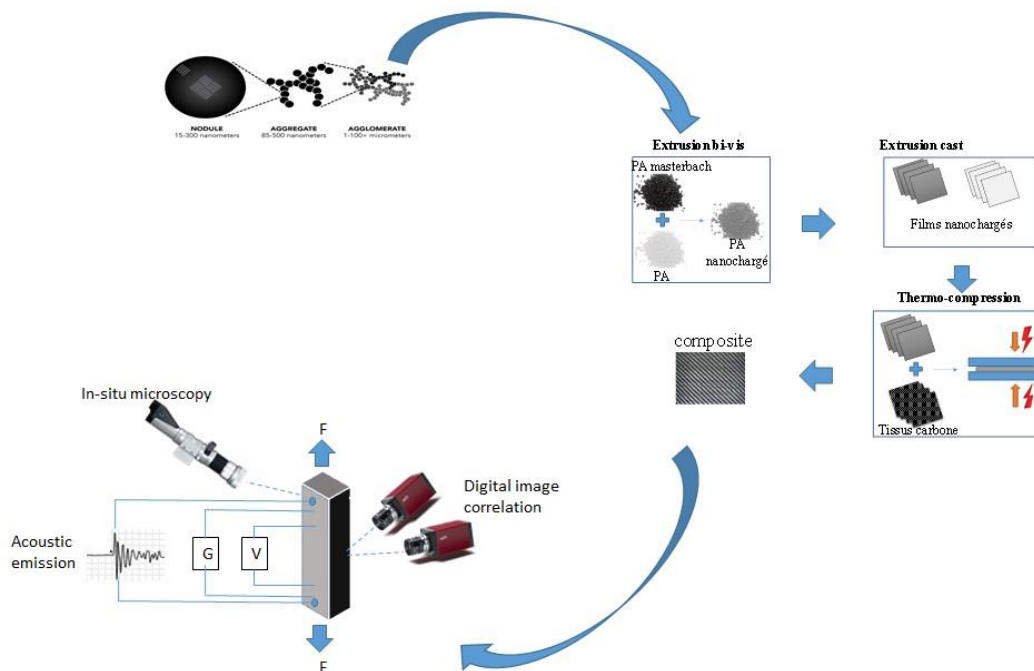 NODULE
15-300 nanometers
AGGREGATE
85-500 nanometers
AGGLOMERATE
1-100+ micrometers
Extrusion bi-vis
PA masterbach
PA
nanochargé
PA
Extrusion cast
Films nanochargés
Thermo-compression
Tissus carbone
composite
In-situ microscopy
F
Digital image
correlation
Acoustic
emission
G
V
F